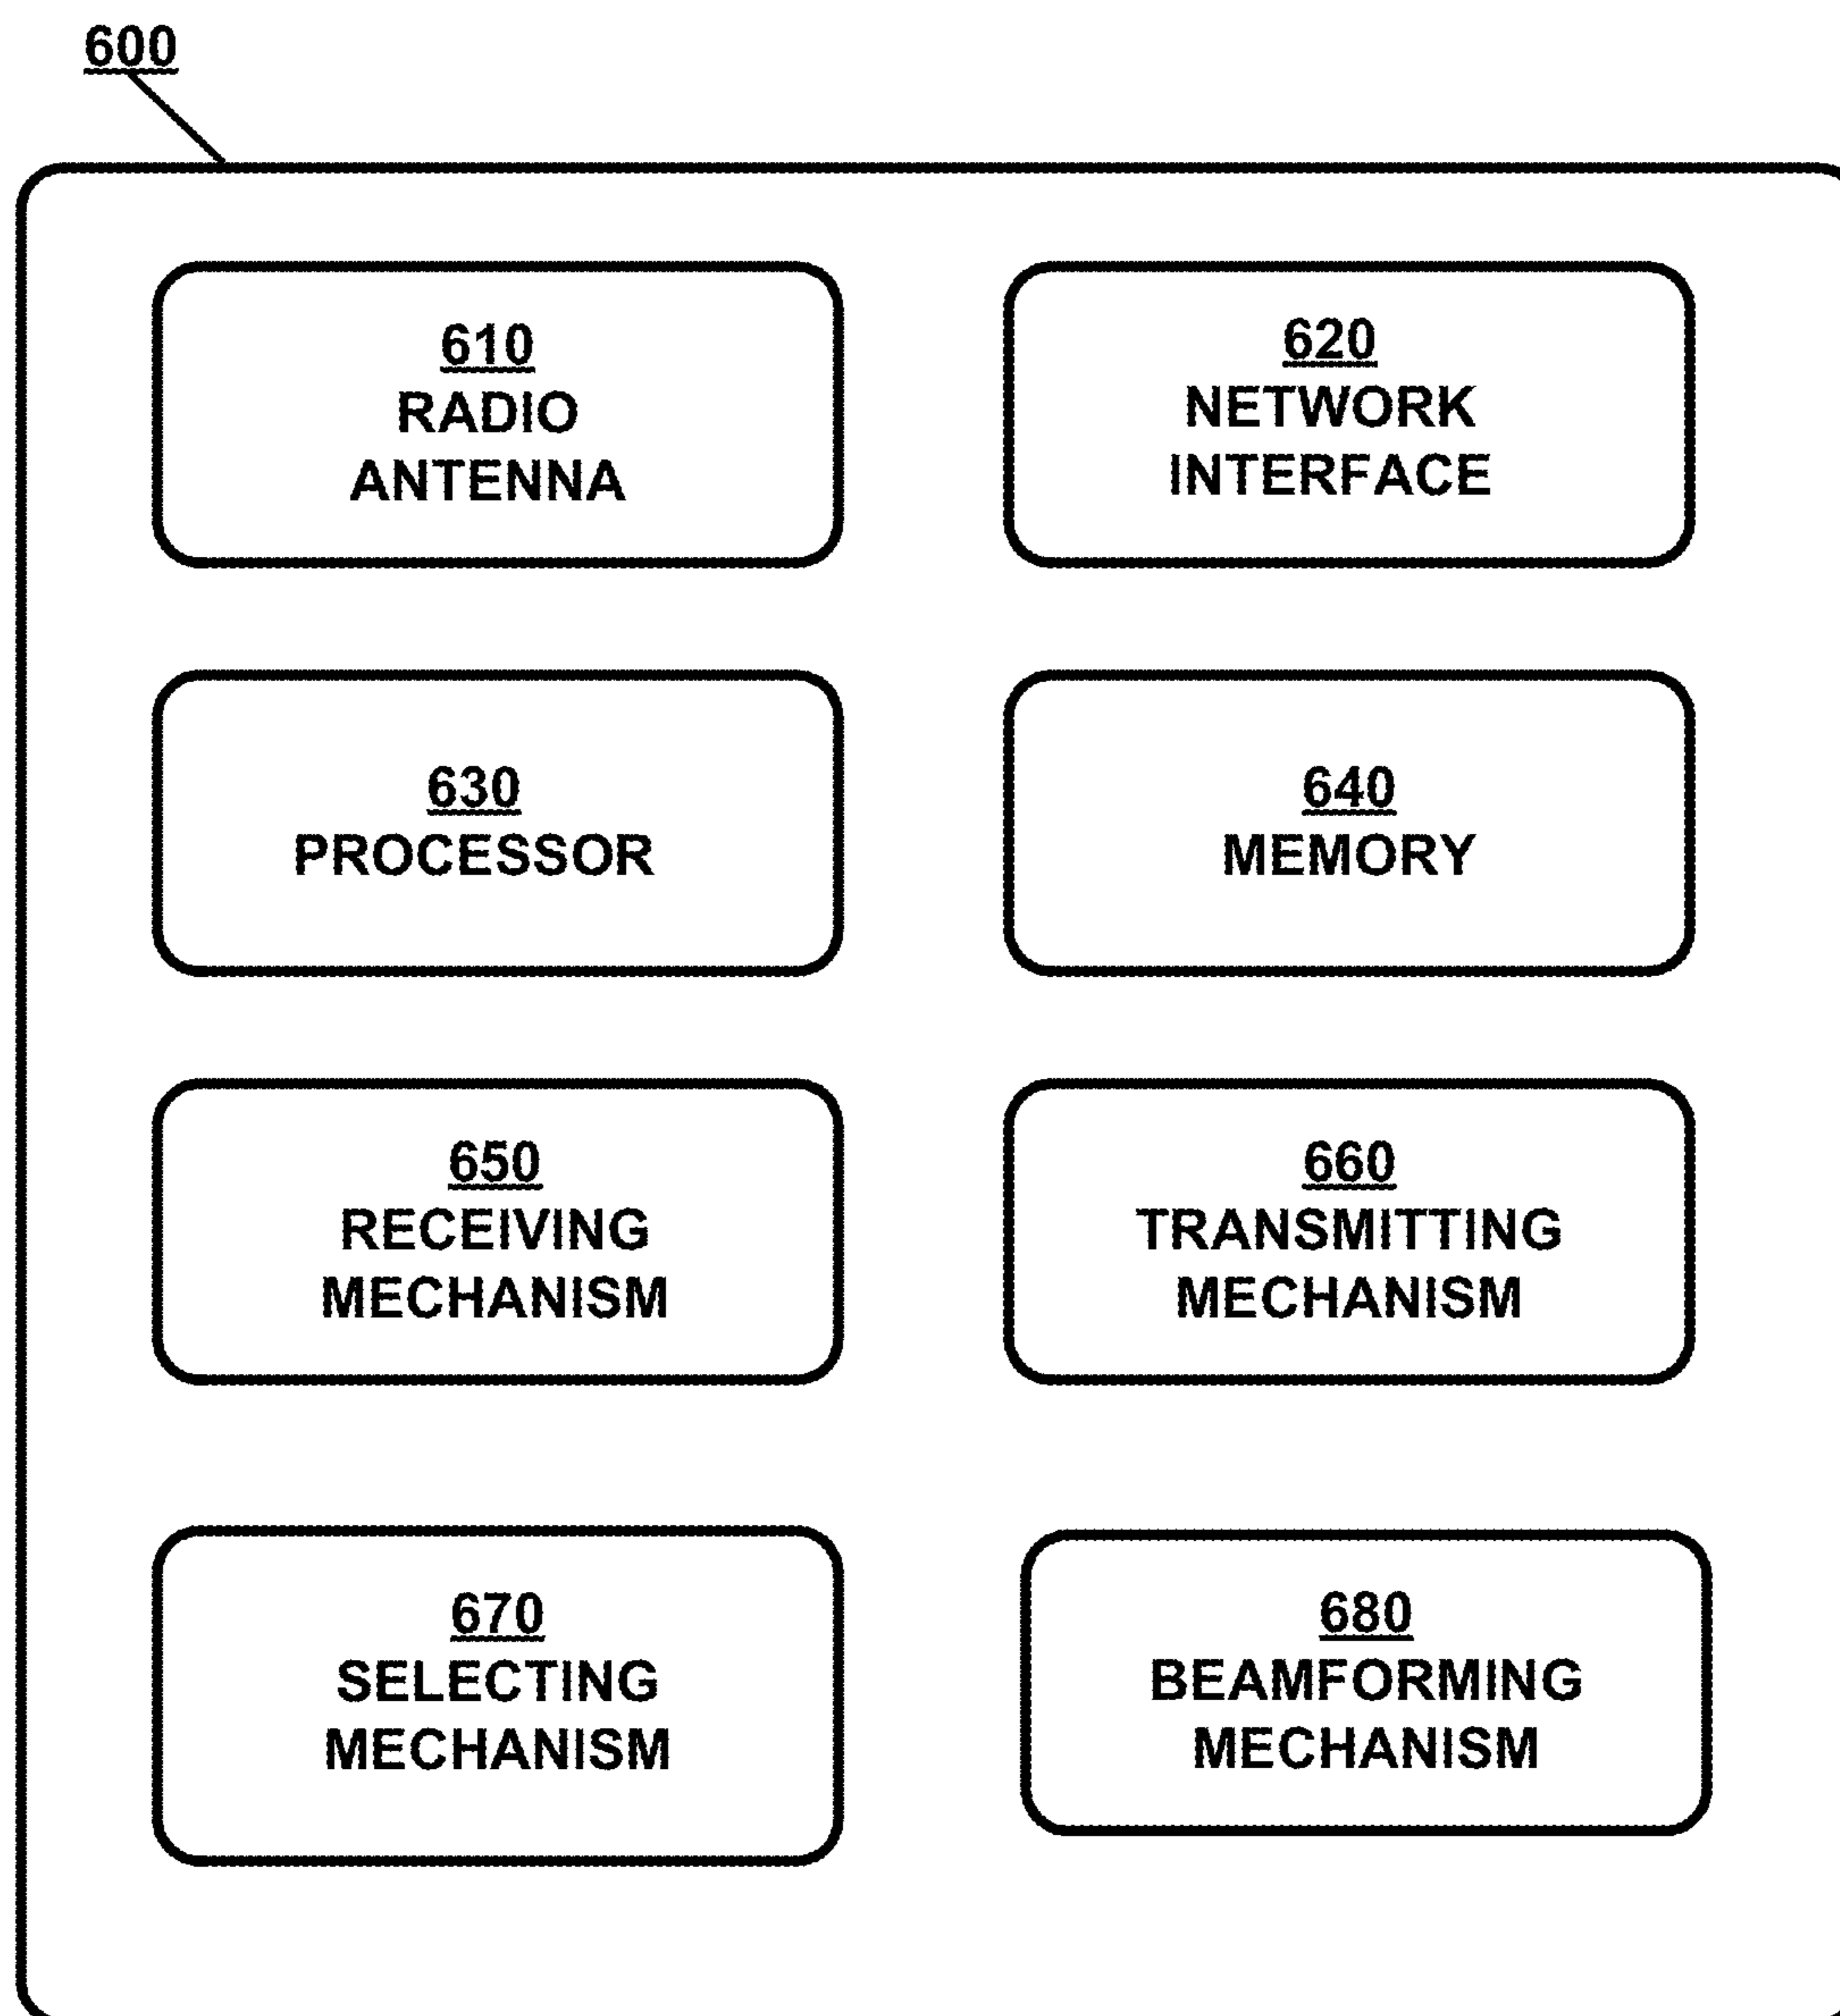 600
610
RADIO
ANTENNA
620
NETWORK
INTERFACE
630
PROCESSOR
640
MEMORY
650
RECEIVING
MECHANISM
660
TRANSMITTING
MECHANISM
670
SELECTING
MECHANISM
680
BEAMFORMING
MECHANISM